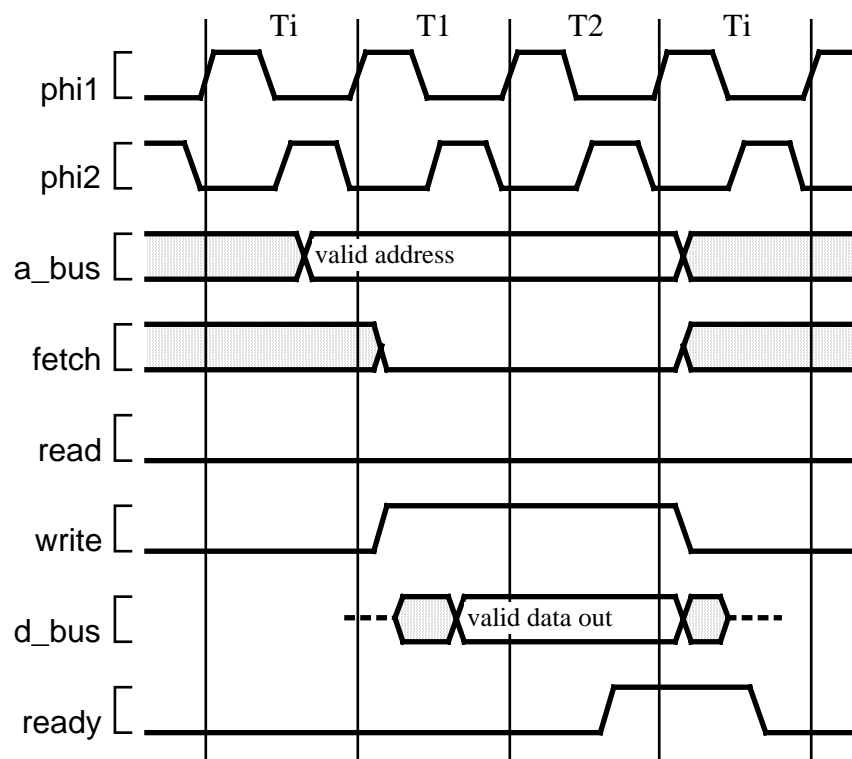 Ti T1 T2 Ti
phi1
phi2
a_bus valid address
fetch
read
write
d_bus valid data out
ready